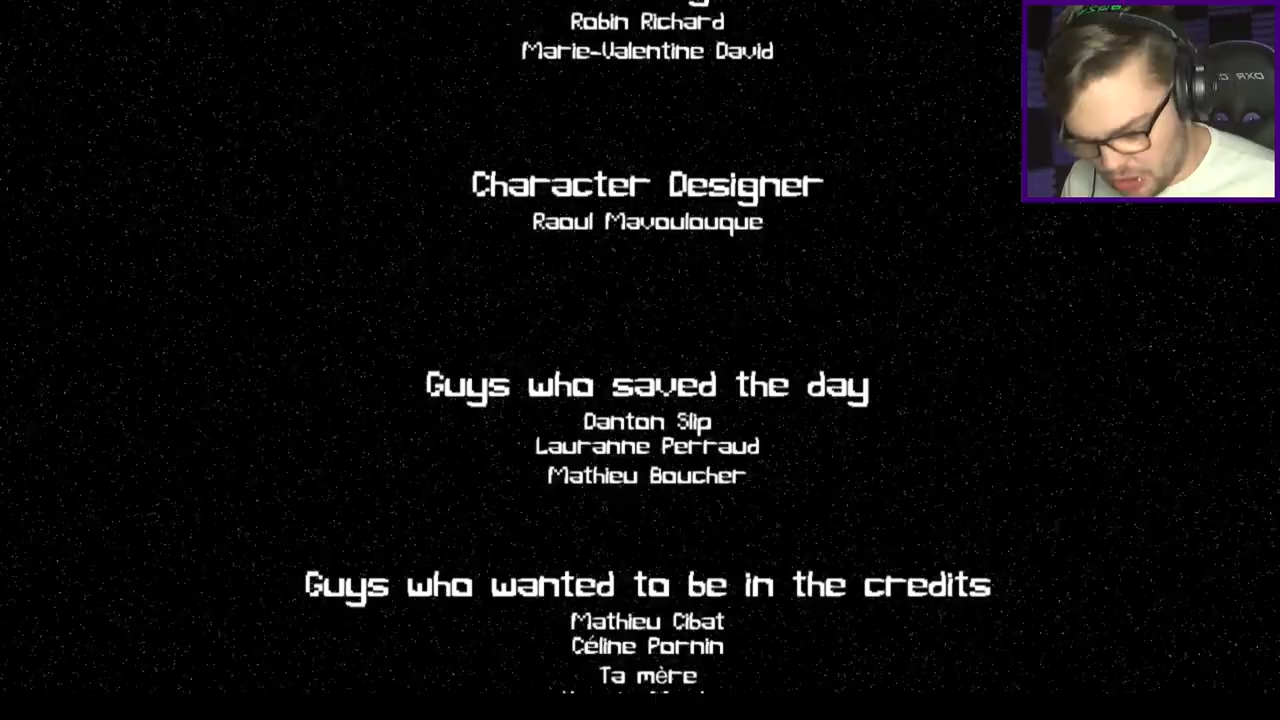 Robin Richard
Marie-Valentine David
Character Designer
Raoul Mavoulouque
Guys who saved the day
Danton Slip
Lauranne Perraud
Mathieu Boucher
Guys who wanted to be in the credits
Mathieu Cibat
Céline Pornin
Ta mère